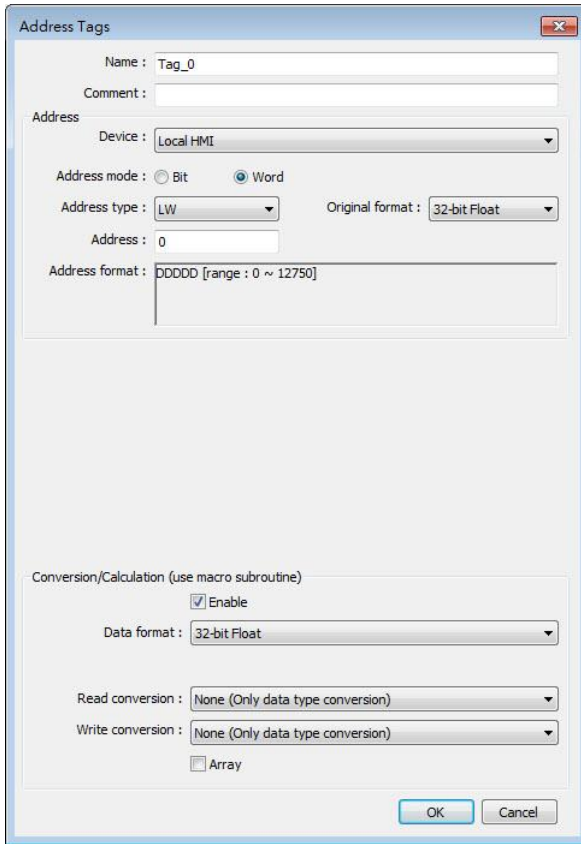 Address Tags
Name : Tag_0
Comment :
Address
Device : Local HMI
Address mode : Bit Word
Address type : LW Original format : 32-bit Float
Address : 0
Address format : DDDDD [range : 0 ~ 12750]
Conversion/Calculation (use macro subroutine)
Enable
Data format : 32-bit Float
Read conversion : None (Only data type conversion)
Write conversion : None (Only data type conversion)
Array
OK Cancel